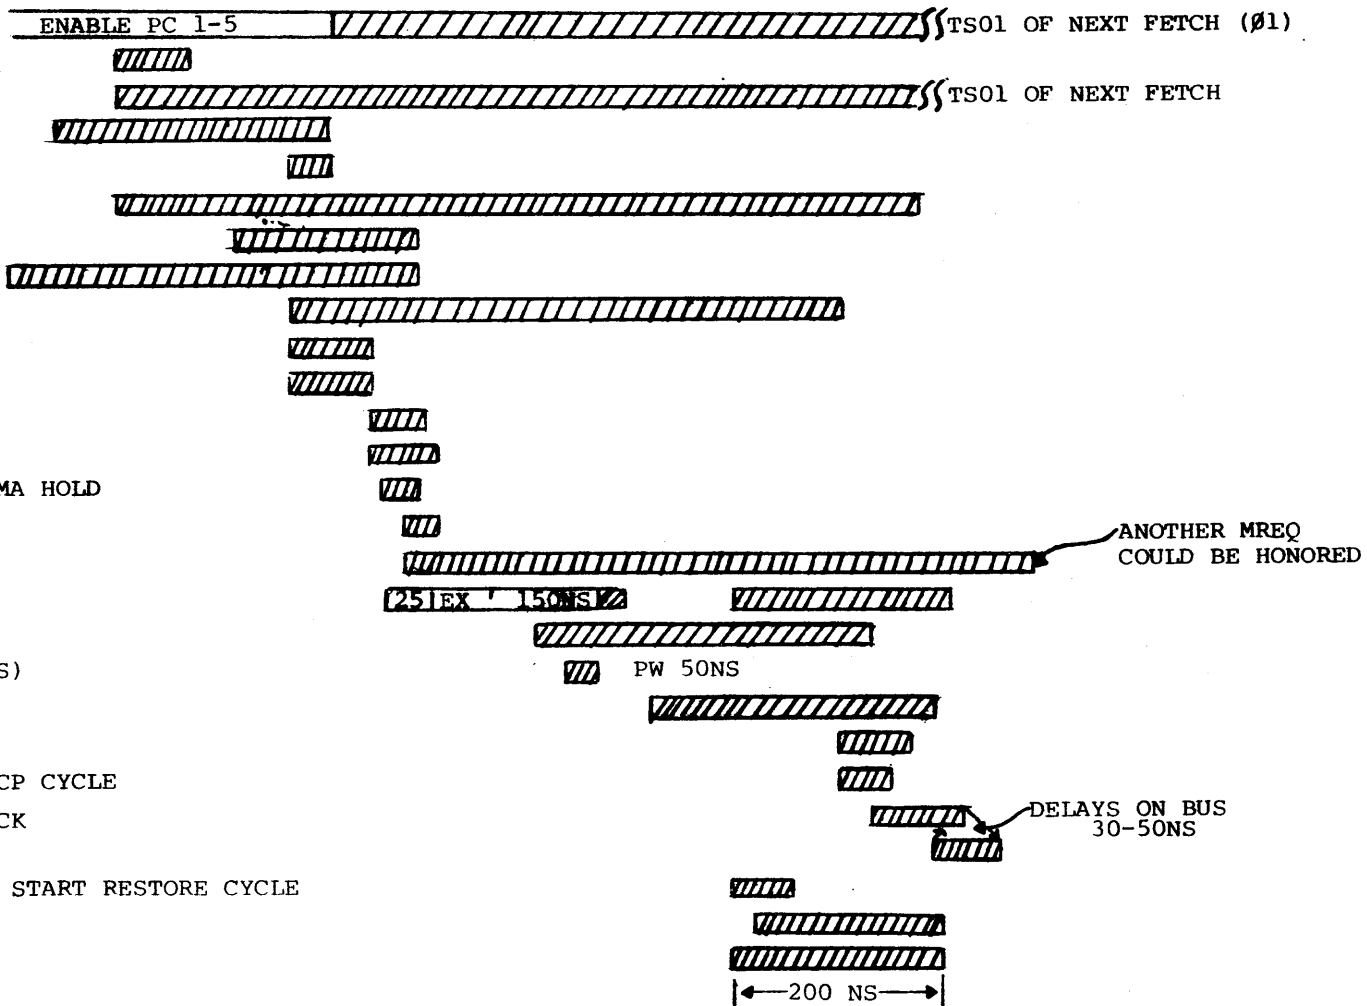 ENABLE PC 1-5
TS01 OF NEXT FETCH (Ø1)
TS01 OF NEXT FETCH
MA HOLD
ANOTHER MREQ
COULD BE HONORED
EX ' 150NS
S)
PW 50NS
CP CYCLE
CK
DELAYS ON BUS
30-50NS
START RESTORE CYCLE
200 NS